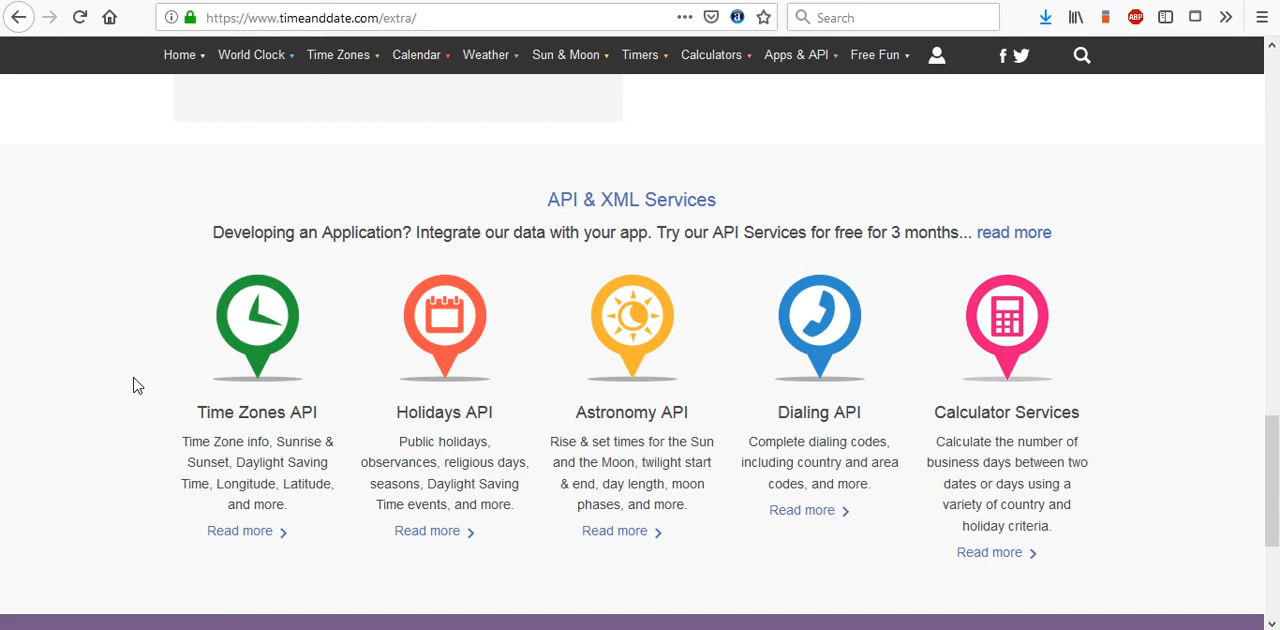 https://www.timeanddate.com/extra/
Search
ABP
Home World Clock Time Zones Calendar Weather Sun & Moon Timers Calculators Apps & API Free Fun
API & XML Services
Developing an Application? Integrate our data with your app. Try our API Services for free for 3 months... read more
Time Zones API
Time Zone info, Sunrise &
Sunset, Daylight Saving
Time, Longitude, Latitude,
and more.
Read more
Holidays API
Public holidays,
observances, religious days,
seasons, Daylight Saving
Time events, and more.
Read more
Astronomy API
Rise & set times for the Sun
and the Moon, twilight start
& end, day length, moon
phases, and more.
Read more
Dialing API
Complete dialing codes,
including country and area
codes, and more.
Read more
Calculator Services
Calculate the number of
business days between two
dates or days using a
variety of country and
holiday criteria.
Read more